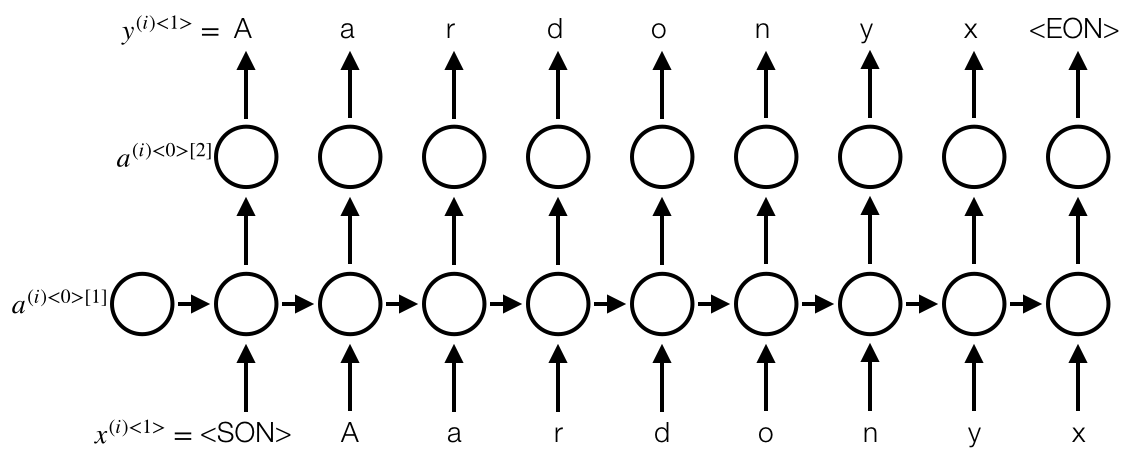 y(i)<1> = A a r d o n y x <EON>
a(i)<0>[2]
a(i)<0>[1]
x(i)<1> = <SON> A a r d o n y x